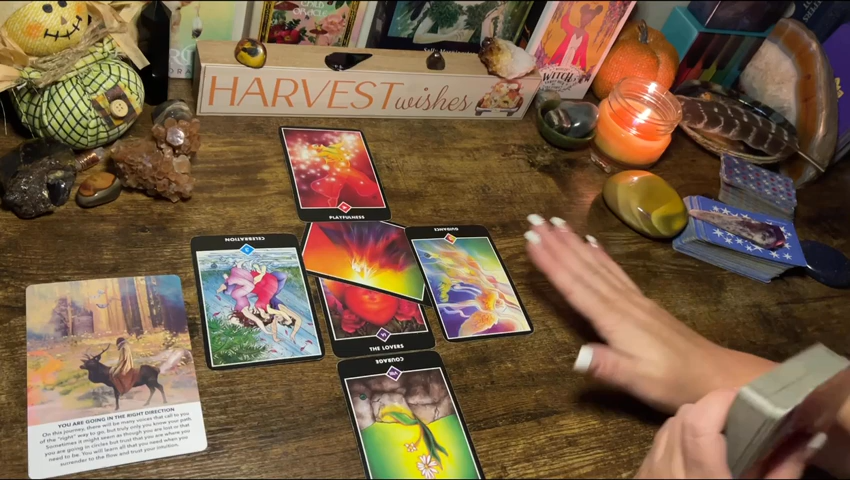 HARVEST wishes
WITCH
PLAYFULNESS
CELEBRATION
GUIDANCE
THE LOVERS
COURAGE
YOU ARE GOING IN THE RIGHT DIRECTION
On this journey, there will be many voices that call to you
of the "right" way to go, but truly only you know your path.
Sometimes it might seem as though you are lost or that
you are going in circles but trust that you are where you
need to be. You will learn all that you need when you
surrender to the flow and trust your intuition.